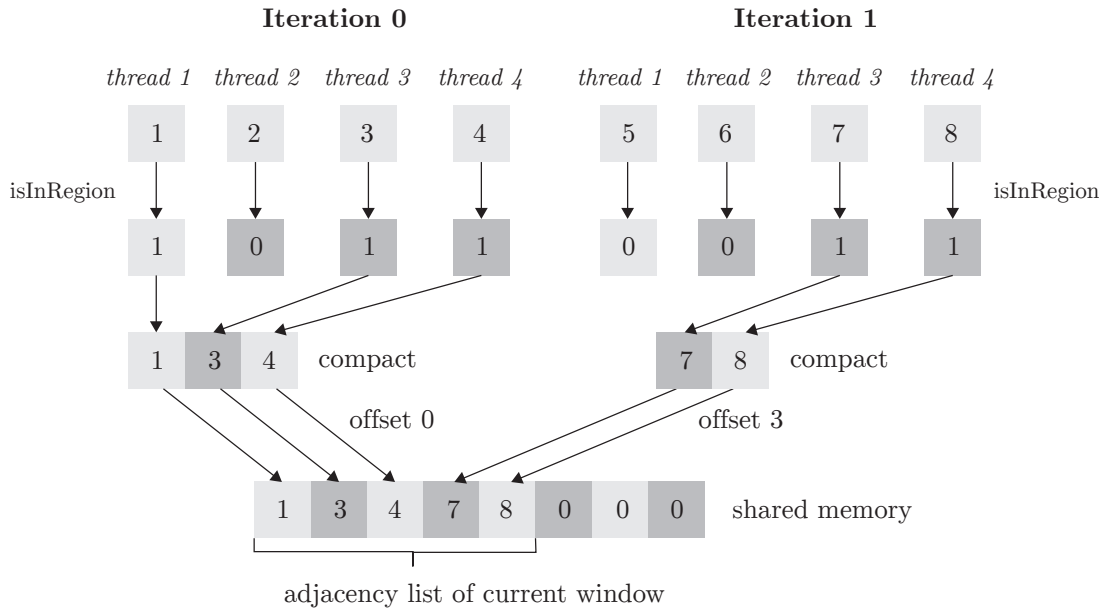 Iteration 0 Iteration 1
thread 1 thread 2 thread 3 thread 4 thread 1 thread 2 thread 3 thread 4
1 2 3 4 5 6 7 8
isInRegion isInRegion
1 0 1 1 0 0 1 1
1 3 4 compact 7 8 compact
offset 0 offset 3
1 3 4 7 8 0 0 0 shared memory
adjacency list of current window